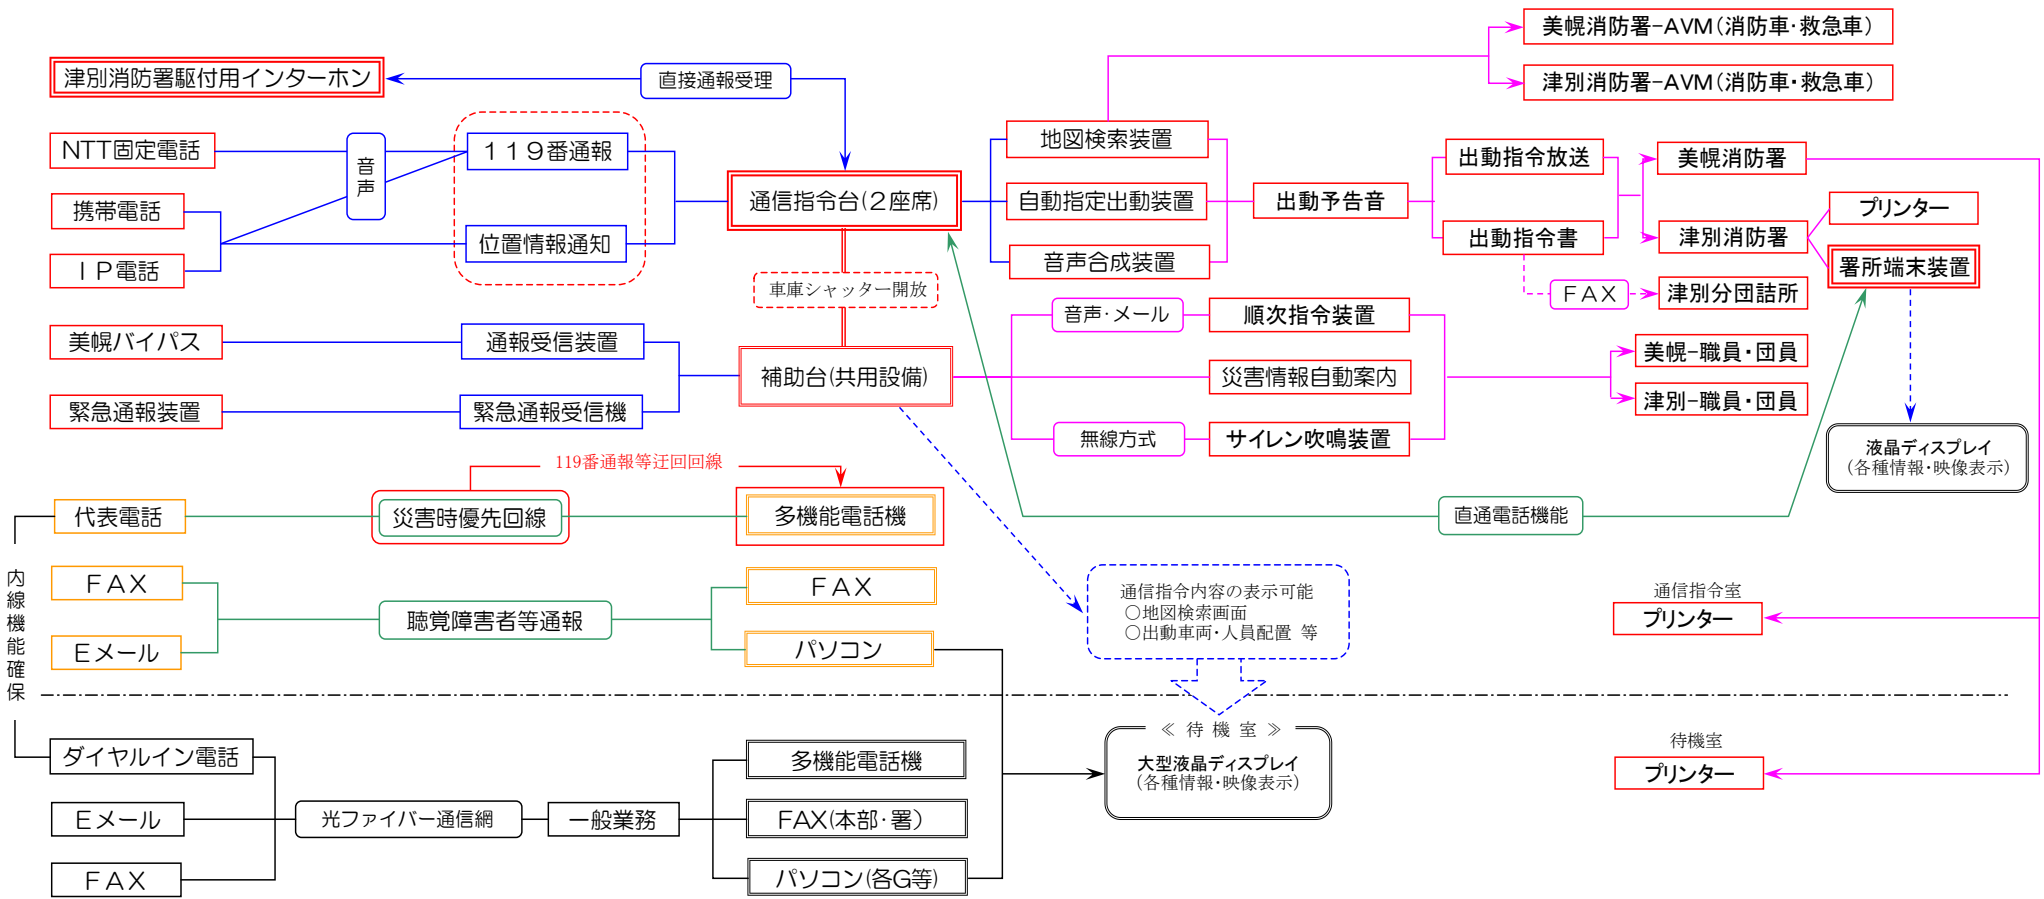 美幌消防署-AVM(消防車・救急車)
津別消防署-AVM(消防車・救急車)
津別消防署駆付用インターホン
直接通報受理
NTT固定電話
携帯電話
IP電話
音声
119番通報
位置情報通知
通信指令台(2座席)
車庫シャッター開放
地図検索装置
自動指定出動装置
音声合成装置
出動予告音
出動指令放送
出動指令書
美幌消防署
津別消防署
プリンター
署所端末装置
FAX
津別分団詰所
美幌バイパス
通報受信装置
緊急通報装置
緊急通報受信機
補助台(共用設備)
音声・メール
順次指令装置
災害情報自動案内
無線方式
サイレン吹鳴装置
美幌-職員・団員
津別-職員・団員
液晶ディスプレイ
(各種情報・映像表示)
119番通報等迂回回線
代表電話
災害時優先回線
多機能電話機
直通電話機能
内線機能確保
FAX
Eメール
聴覚障害者等通報
FAX
パソコン
通信指令内容の表示可能
○地図検索画面
○出動車両・人員配置 等
通信指令室
プリンター
≪ 待 機 室 ≫
大型液晶ディスプレイ
(各種情報・映像表示)
待機室
プリンター
ダイヤルイン電話
Eメール
FAX
光ファイバー通信網
一般業務
多機能電話機
FAX(本部・署)
パソコン(各G等)